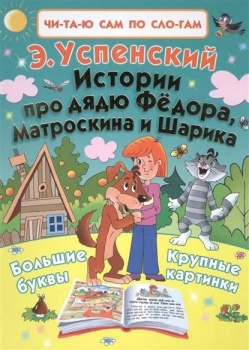 ЧИ-ТА-Ю САМ ПО СЛО-ГАМ
Э.Успенский
Истории
про дядю Фёдора,
Матроскина и Шарика
Большие
буквы
Крупные
картинки